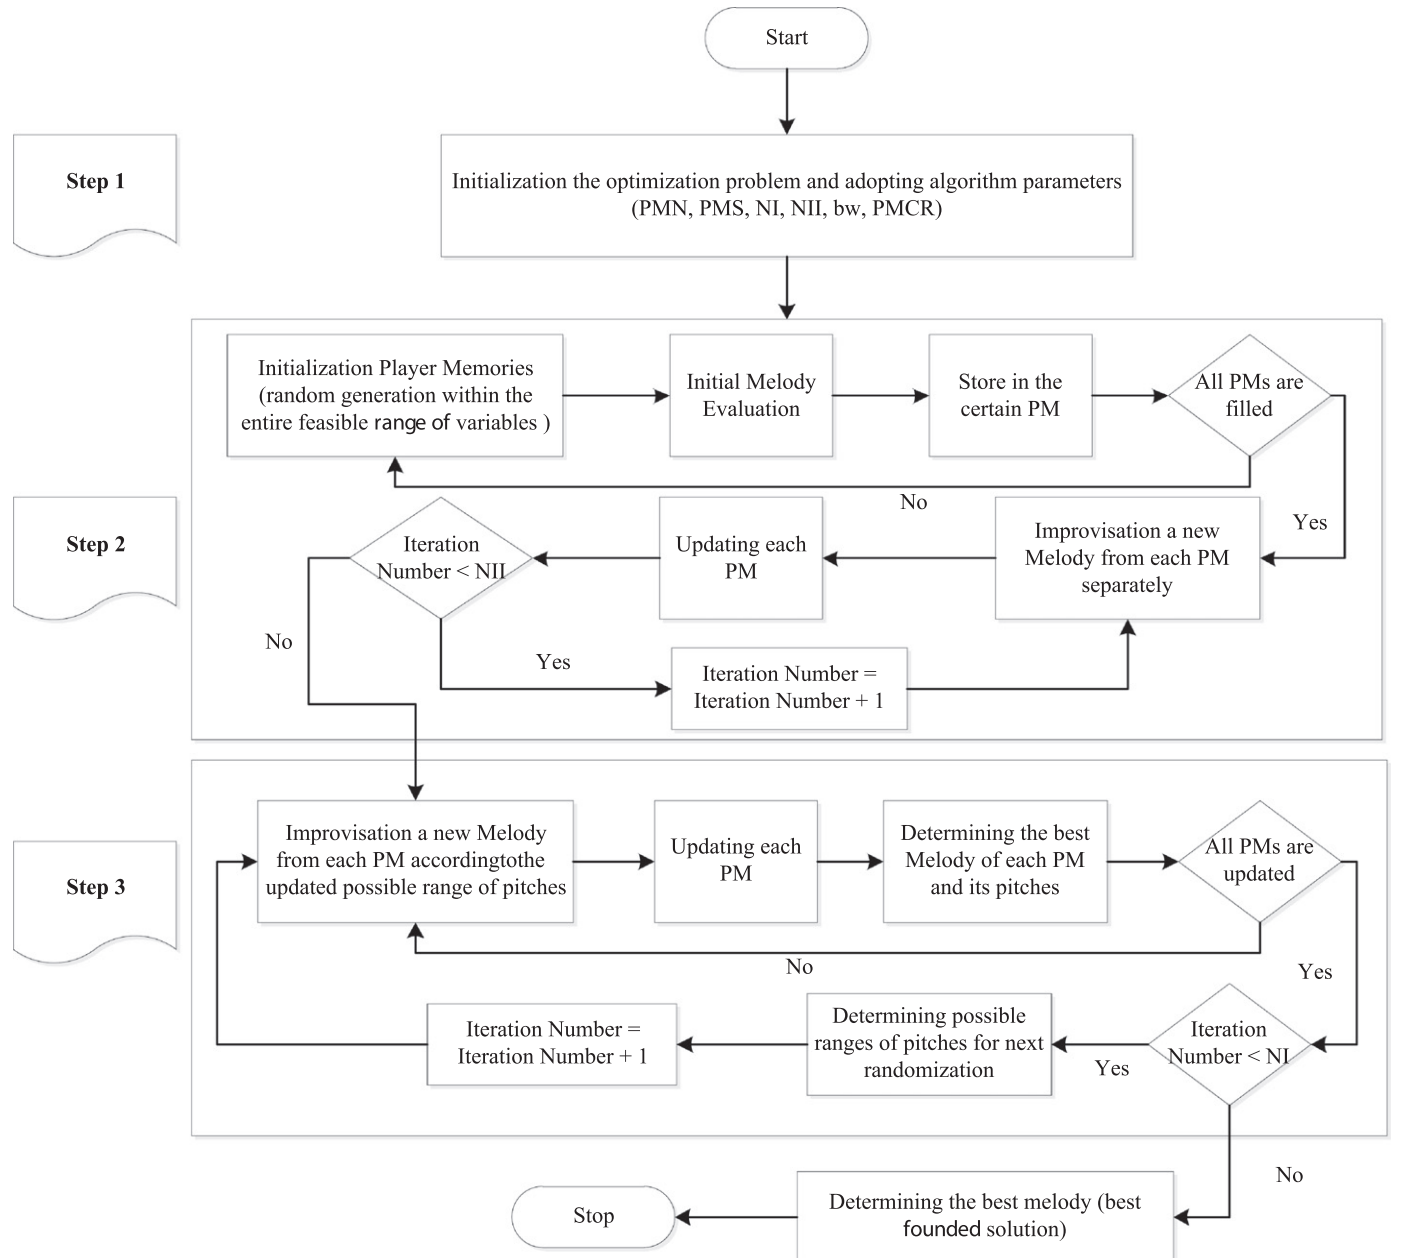 Start
Step 1
Initialization the optimization problem and adopting algorithm parameters
(PMN, PMS, NI, NII, bw, PMCR)
Initialization Player Memories
(random generation within the
entire feasible range of variables )
Initial Melody
Evaluation
Store in the
certain PM
All PMs are
filled
No
Yes
Step 2
Iteration
Number < NII
Updating each
PM
Improvisation a new
Melody from each PM
separately
No
Yes
Iteration Number =
Iteration Number + 1
Step 3
Improvisation a new Melody
from each PM accordingtothe
updated possible range of pitches
Updating each
PM
Determining the best
Melody of each PM
and its pitches
All PMs are
updated
No
Yes
Iteration Number =
Iteration Number + 1
Determining possible
ranges of pitches for next
randomization
Yes
Iteration
Number < NI
No
Stop
Determining the best melody (best
founded solution)